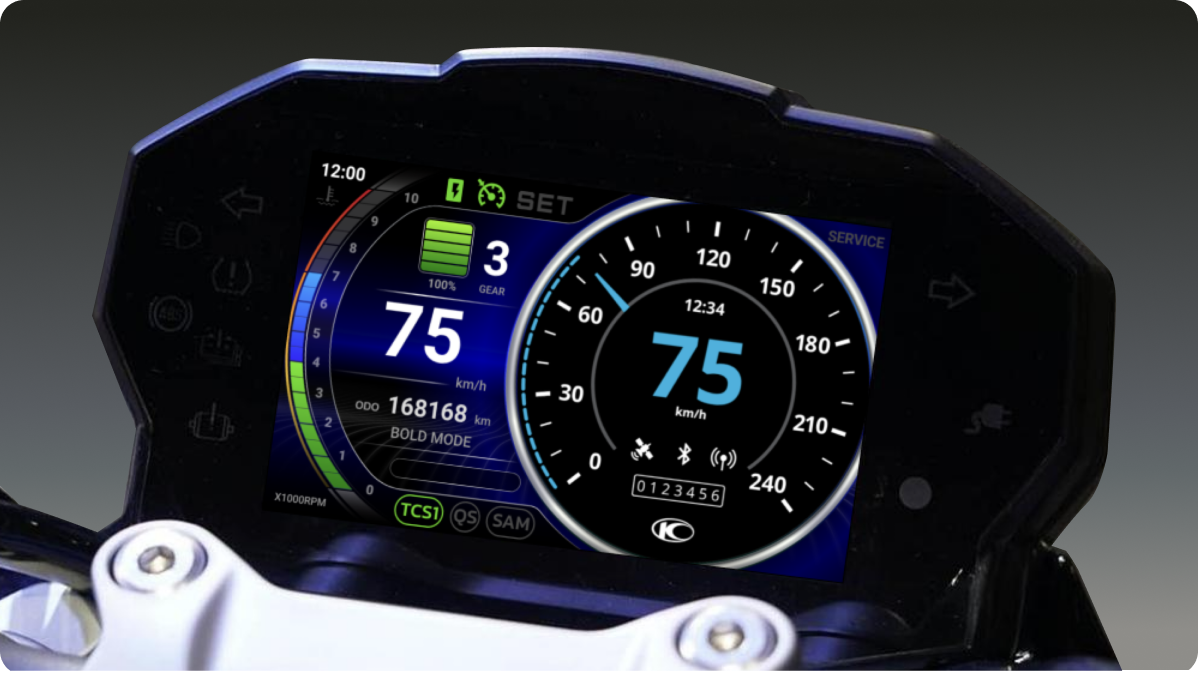 12:00
SET
SERVICE
10
9
8
7
6
5
4
3
2
1
0
X1000RPM
100%
3
GEAR
75
km/h
ODO 168168 km
BOLD MODE
TCS1 QS SAM
0
30
60
90
120
150
180
210
240
12:34
75
km/h
0123456
KC
ABS